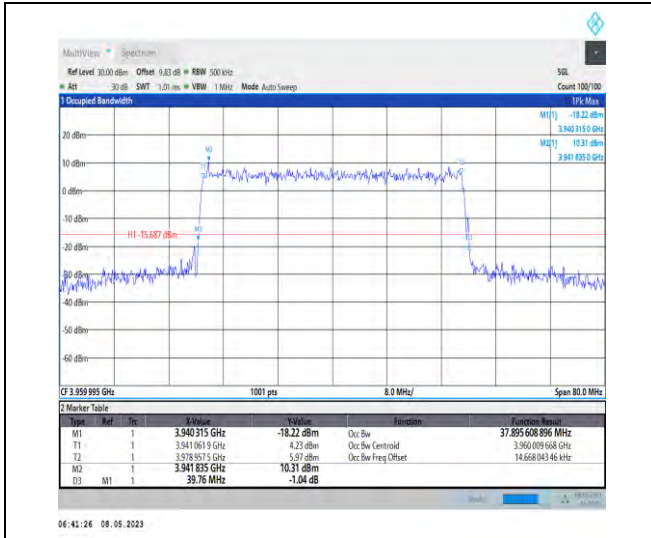 MultiView Spectrum
Ref Level 30.00 dBm Offset 9.83 dB RBW 500 kHz SGL
Att 30 dB SWT 1.01 ms VBW 1 MHz Mode Auto Sweep Count 100/100
1 Occupied Bandwidth 1Pk Max
M1[1] -18.22 dBm
3.940 315 0 GHz
M2[1] 10.31 dBm
3.941 835 0 GHz
20 dBm
M2
10 dBm
0 dBm
-10 dBm
M1
H1 -15.687 dBm
-20 dBm
-30 dBm
-40 dBm
-50 dBm
-60 dBm
CF 3.959 995 GHz 1001 pts 8.0 MHz/ Span 80.0 MHz
2 Marker Table
Type Ref Trc X-Value Y-Value Function Function Result
M1 1 3.940 315 GHz -18.22 dBm Occ Bw 37.895 608 896 MHz
T1 1 3.941 061 9 GHz 4.23 dBm Occ Bw Centroid 3.960 009 668 GHz
T2 1 3.978 957 5 GHz 5.97 dBm Occ Bw Freq Offset 14.668 043 46 kHz
M2 1 3.941 835 GHz 10.31 dBm
D3 M1 1 39.76 MHz -1.04 dB
06:41:26 08.05.2023